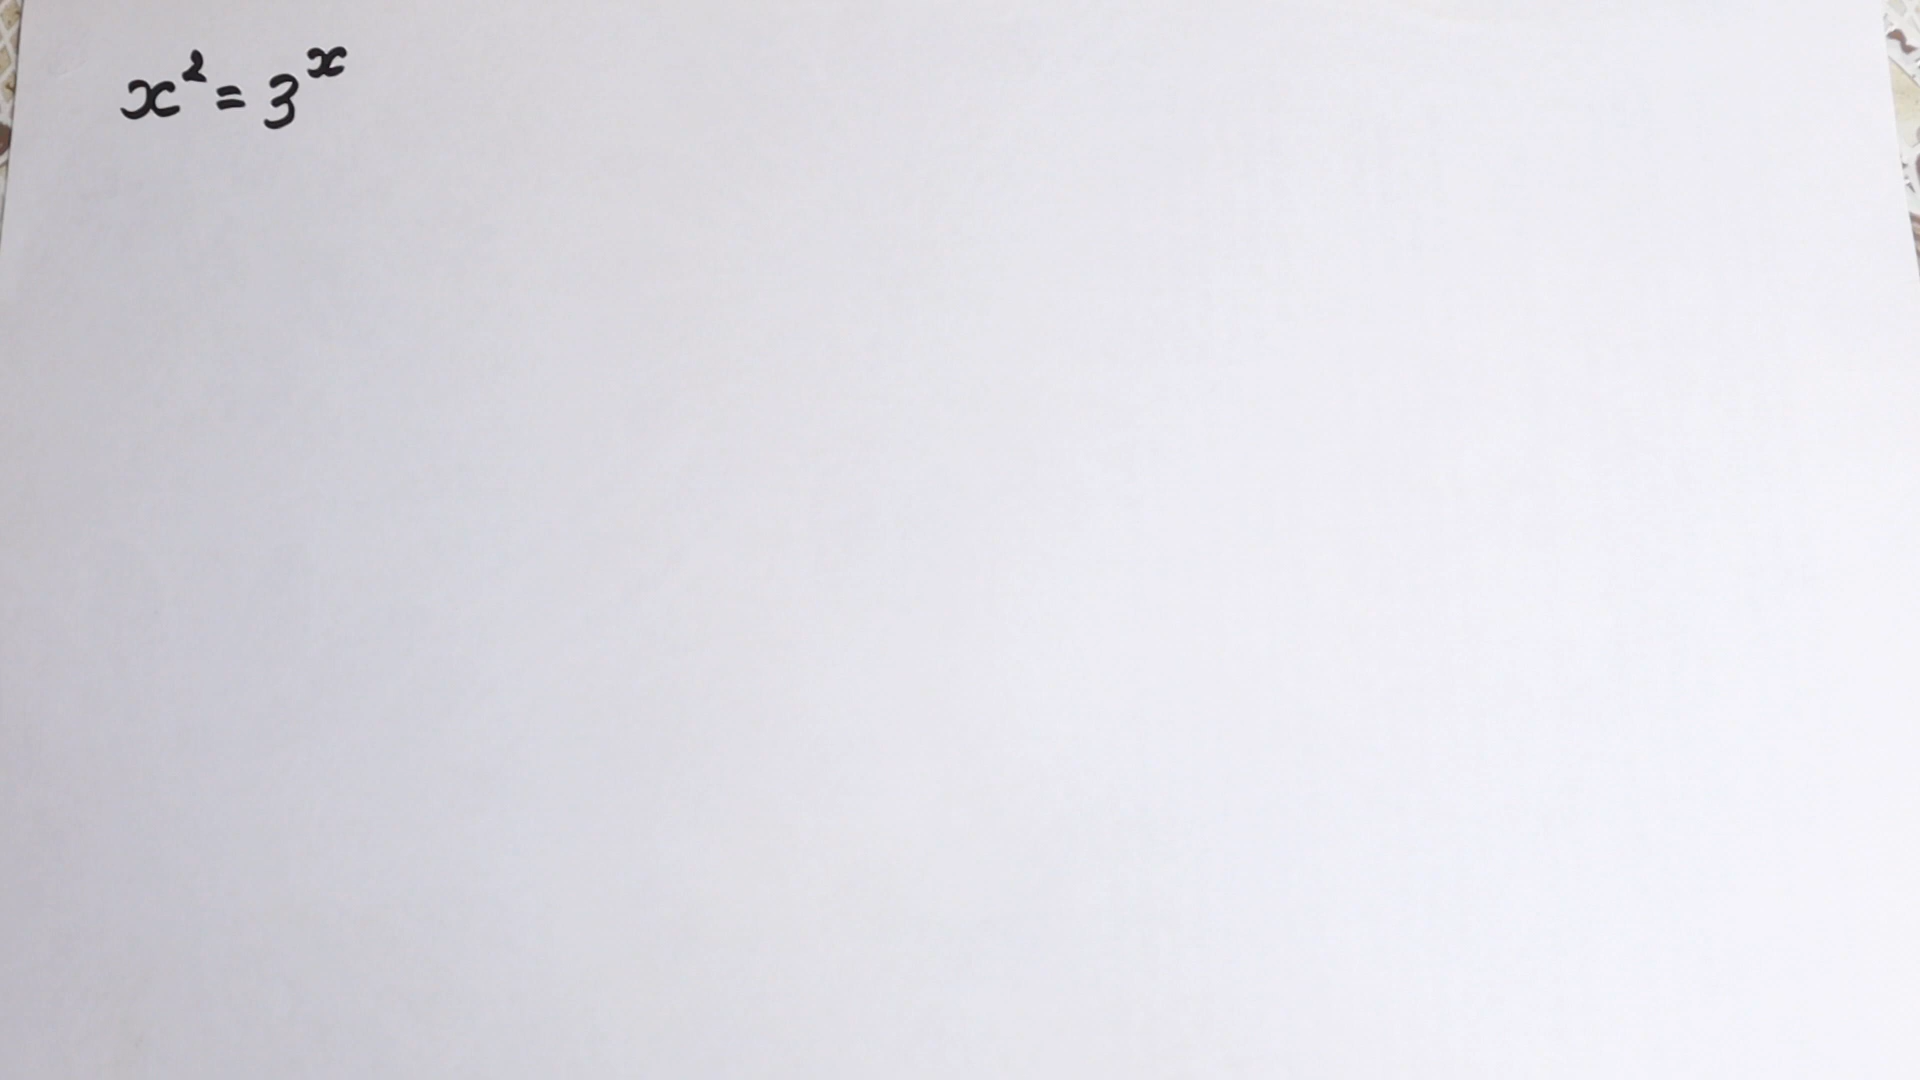 x² = 3ˣ